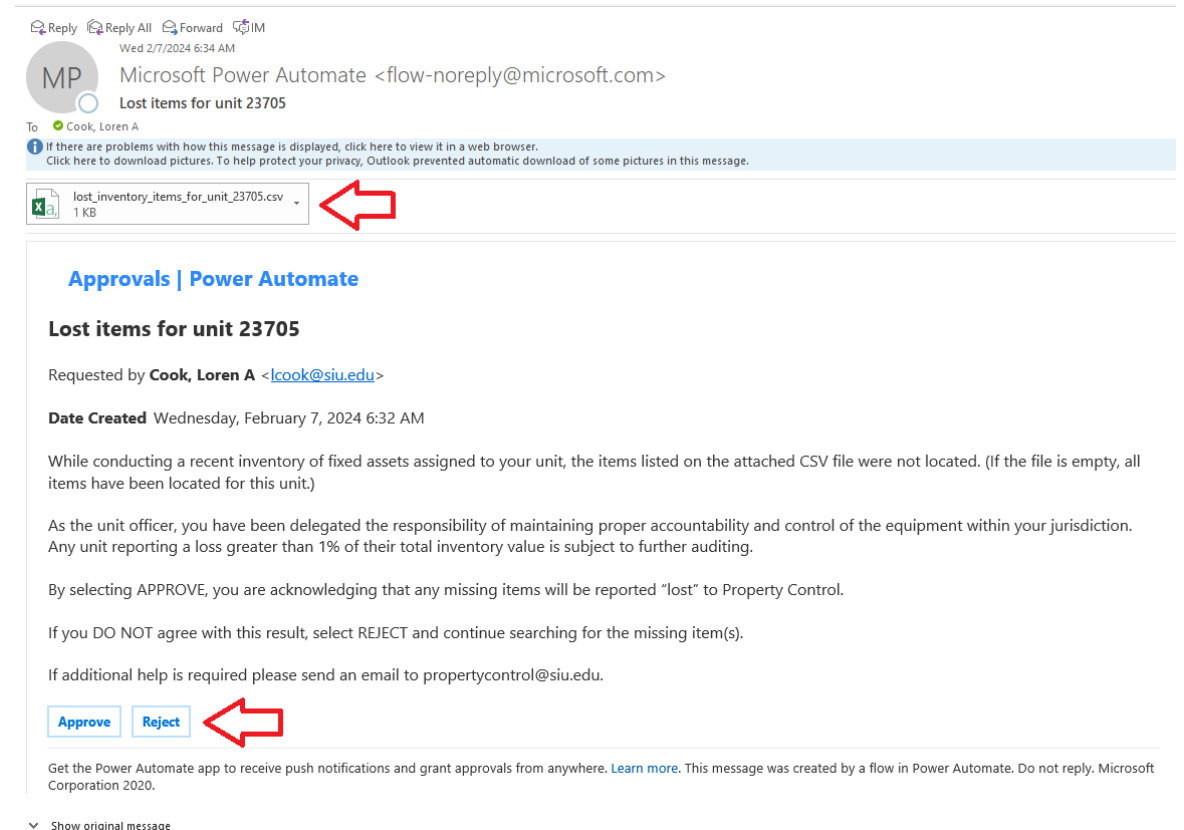 Reply Reply All Forward IM
Wed 2/7/2024 6:34 AM
MP
Microsoft Power Automate <flow-noreply@microsoft.com>
Lost items for unit 23705
To Cook, Loren A
If there are problems with how this message is displayed, click here to view it in a web browser.
Click here to download pictures. To help protect your privacy, Outlook prevented automatic download of some pictures in this message.
lost_inventory_items_for_unit_23705.csv
1 KB
Approvals | Power Automate
Lost items for unit 23705
Requested by Cook, Loren A <lcook@siu.edu>
Date Created Wednesday, February 7, 2024 6:32 AM
While conducting a recent inventory of fixed assets assigned to your unit, the items listed on the attached CSV file were not located. (If the file is empty, all
items have been located for this unit.)
As the unit officer, you have been delegated the responsibility of maintaining proper accountability and control of the equipment within your jurisdiction.
Any unit reporting a loss greater than 1% of their total inventory value is subject to further auditing.
By selecting APPROVE, you are acknowledging that any missing items will be reported “lost” to Property Control.
If you DO NOT agree with this result, select REJECT and continue searching for the missing item(s).
If additional help is required please send an email to propertycontrol@siu.edu.
Approve Reject
Get the Power Automate app to receive push notifications and grant approvals from anywhere. Learn more. This message was created by a flow in Power Automate. Do not reply. Microsoft
Corporation 2020.
Show original message